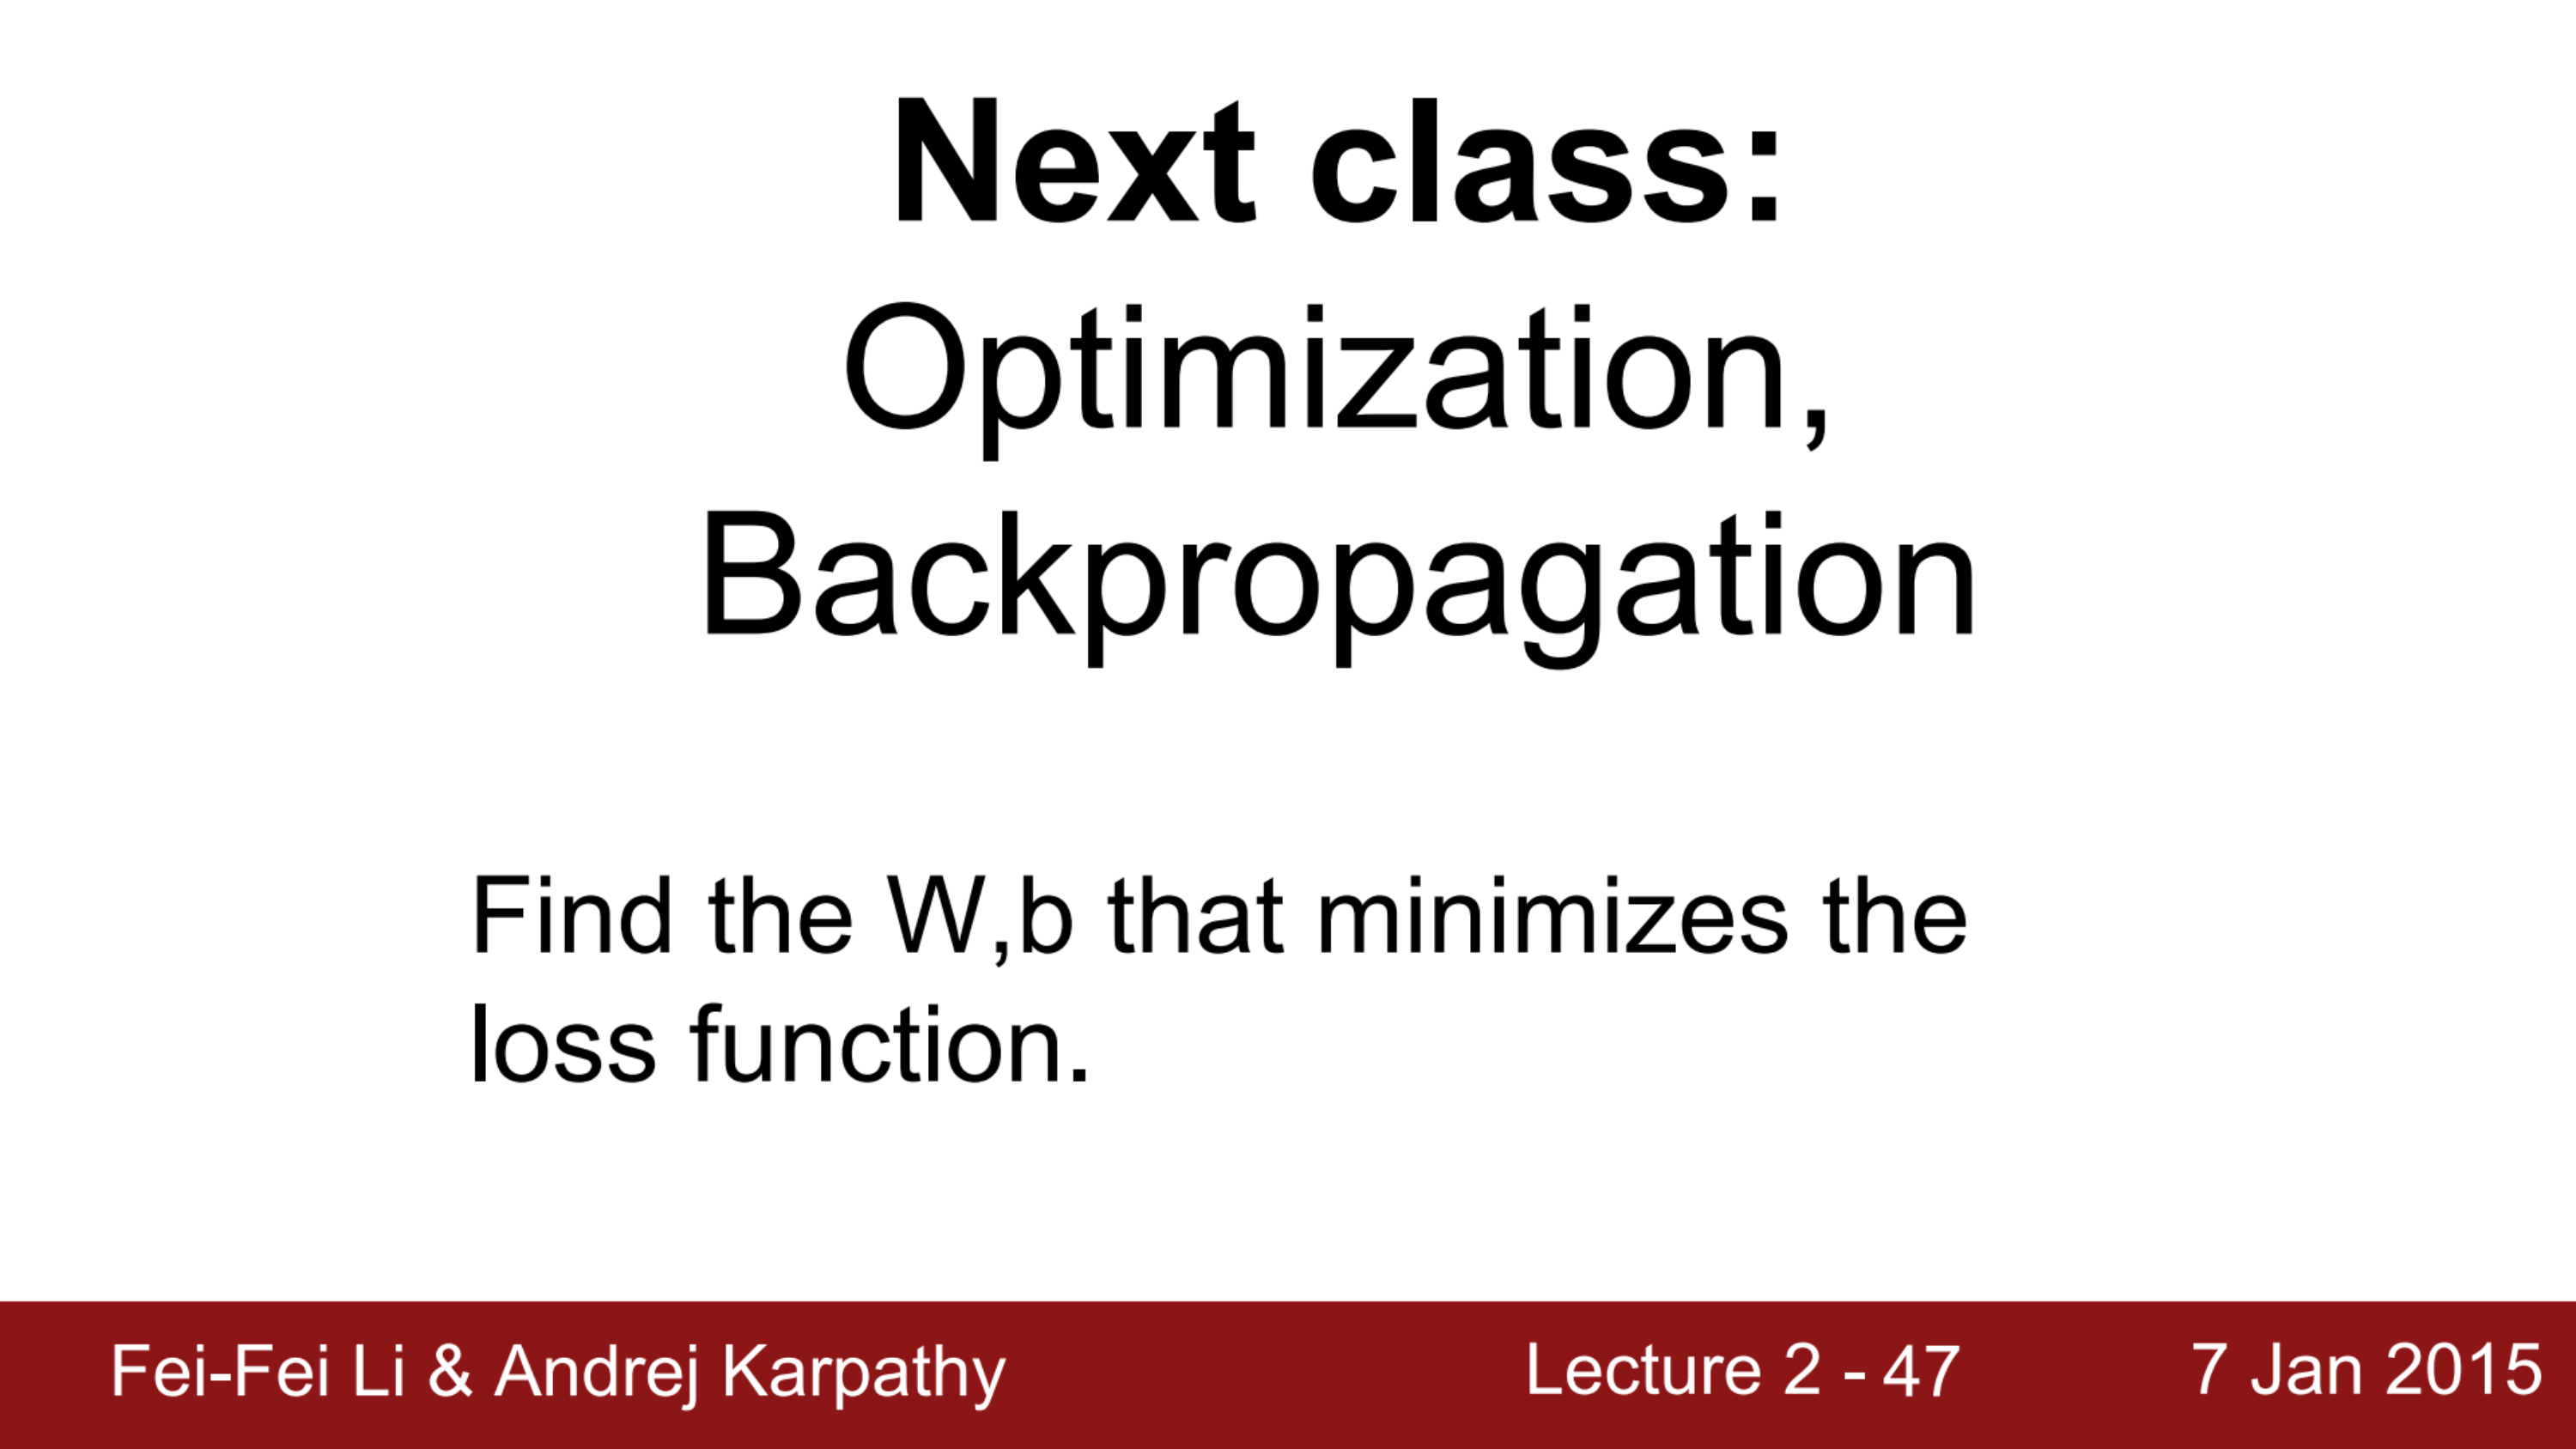 Next class:
Optimization,
Backpropagation
Find the W,b that minimizes the
loss function.
Fei-Fei Li & Andrej Karpathy
Lecture 2 - 47
7 Jan 2015